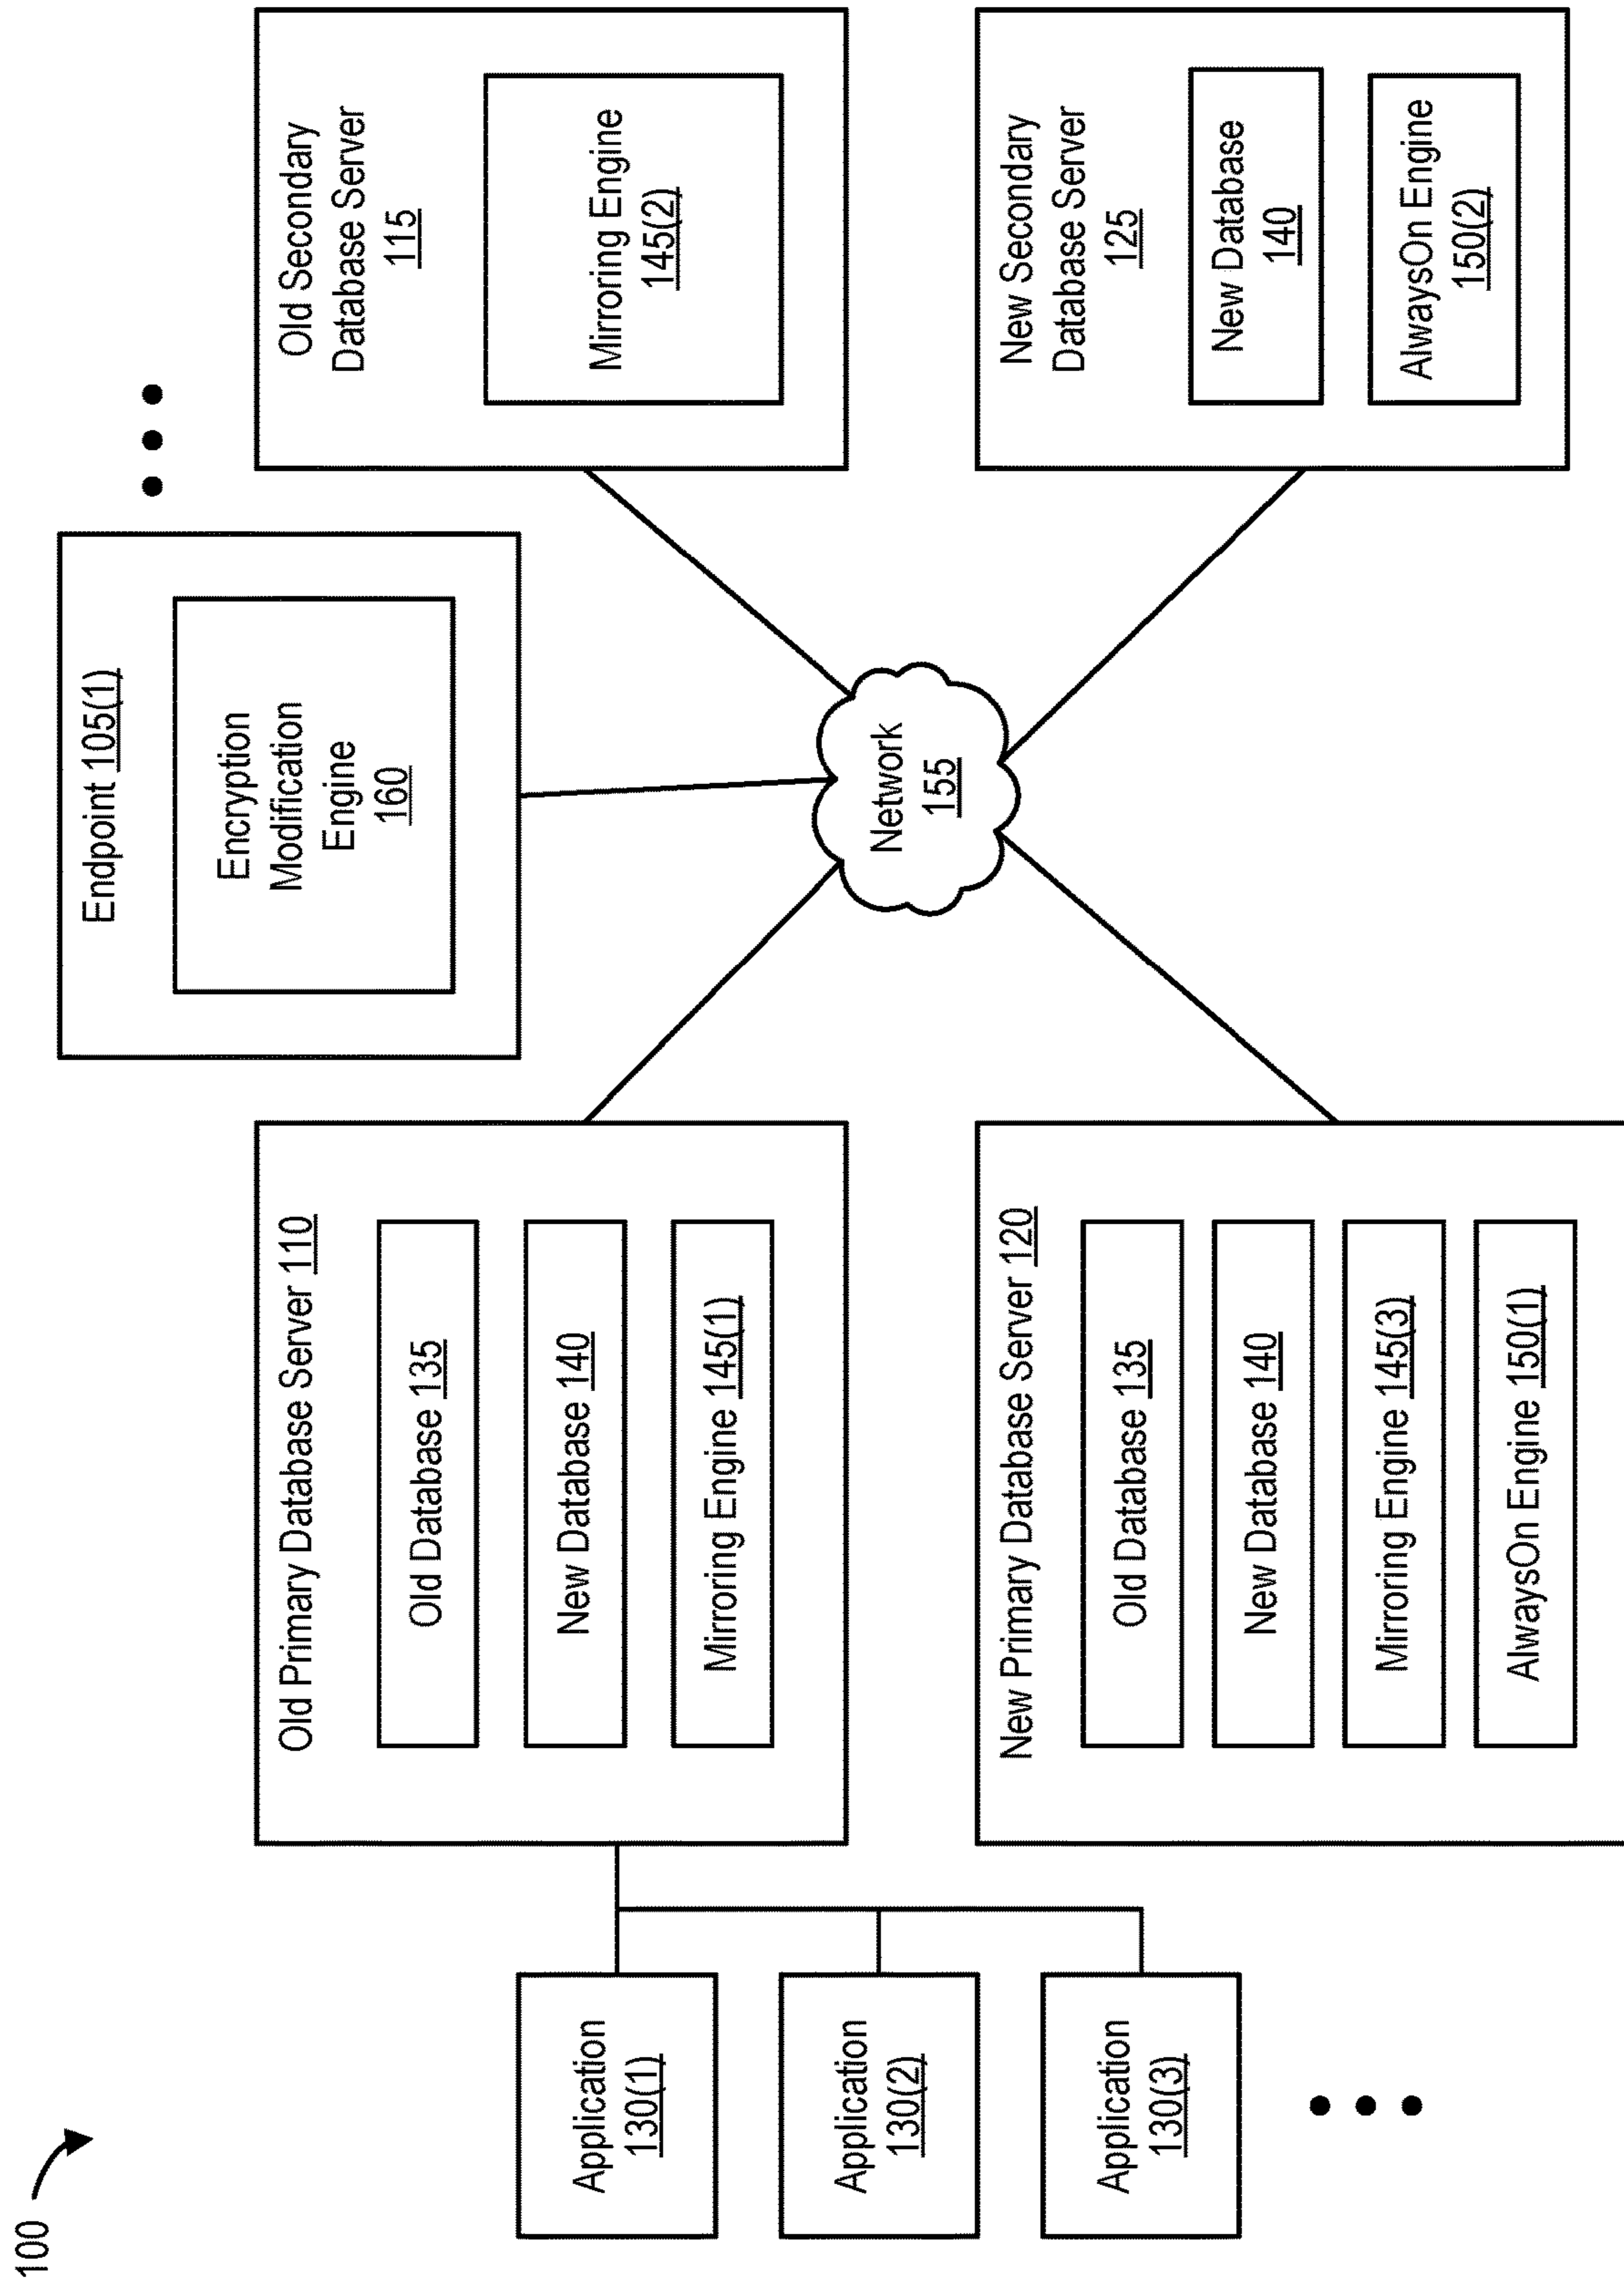 100
Endpoint 105(1)
Encryption
Modification
Engine
160
Old Primary Database Server 110
Old Database 135
New Database 140
Mirroring Engine 145(1)
Old Secondary
Database Server
115
Mirroring Engine
145(2)
Application
130(1)
Application
130(2)
Application
130(3)
Network
155
New Primary Database Server 120
Old Database 135
New Database 140
Mirroring Engine 145(3)
AlwaysOn Engine 150(1)
New Secondary
Database Server
125
New Database
140
AlwaysOn Engine
150(2)